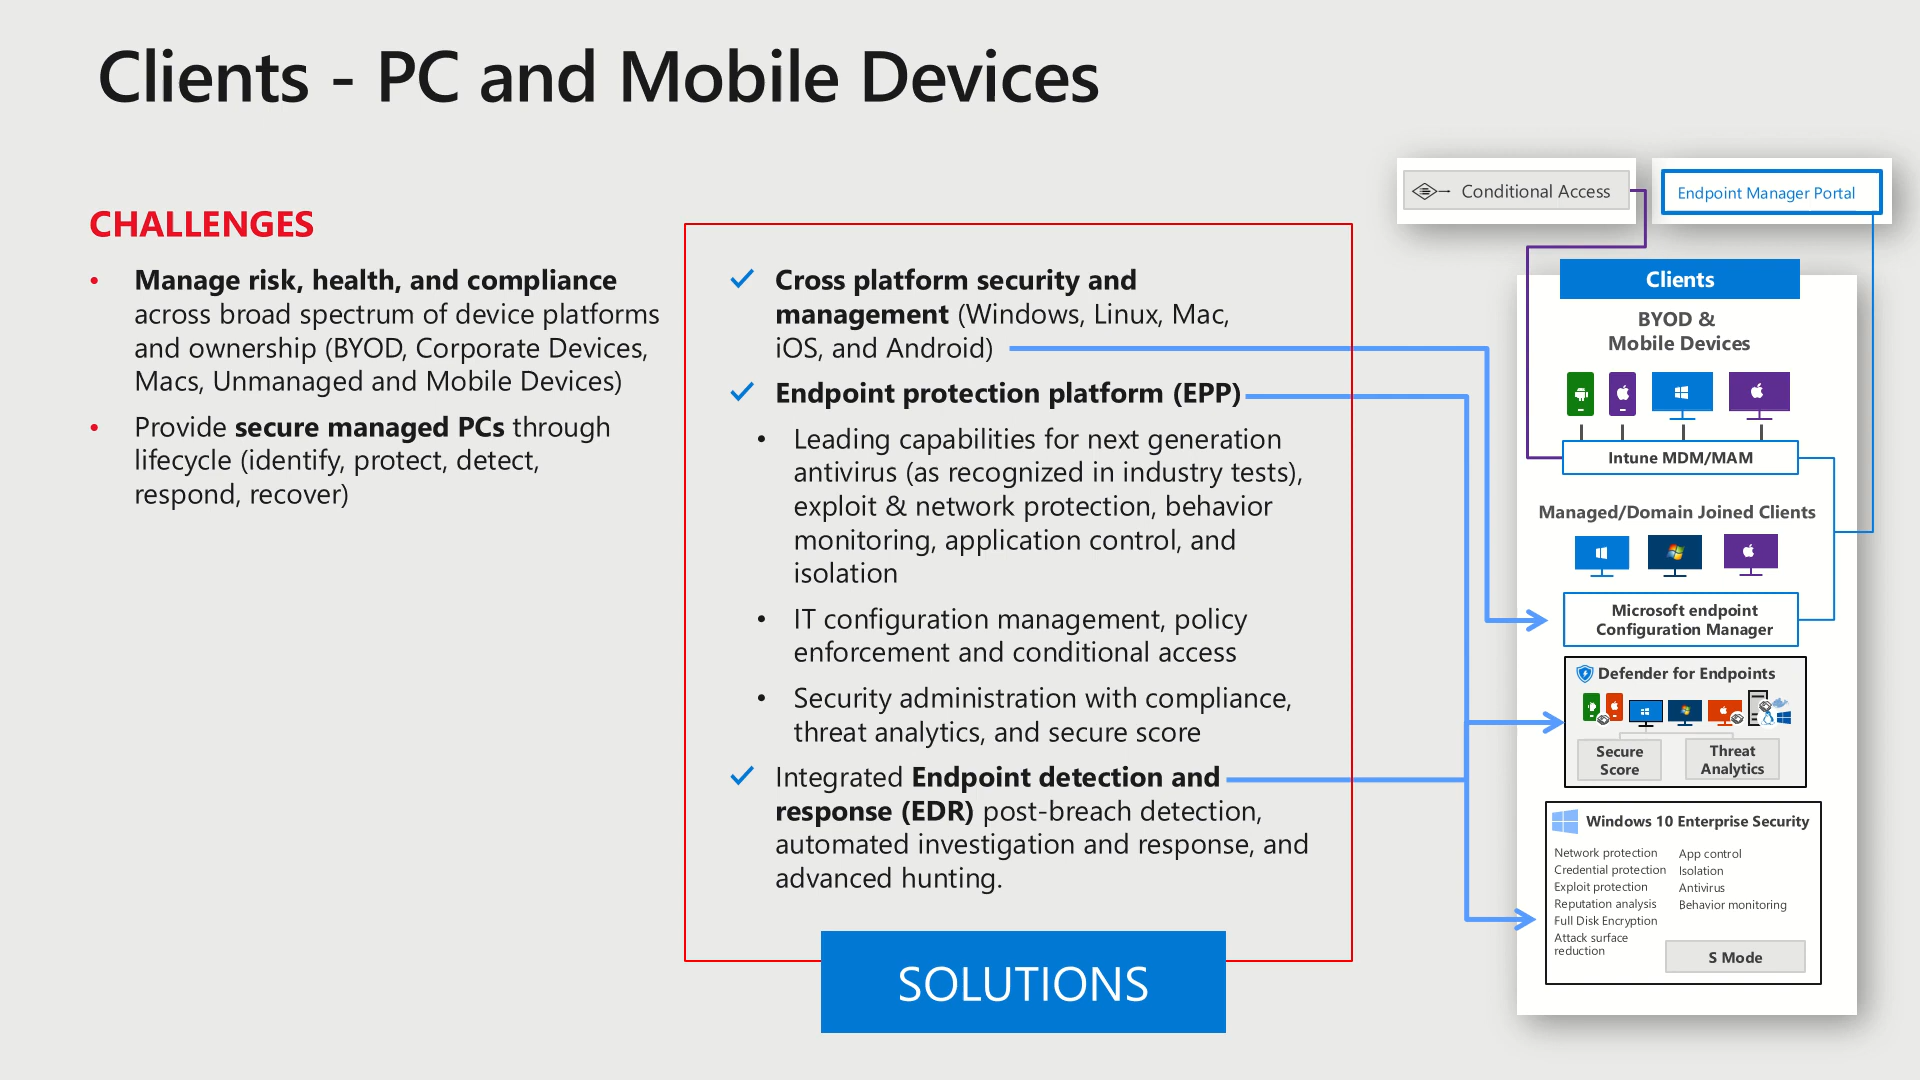 Clients - PC and Mobile Devices
CHALLENGES
• Manage risk, health, and compliance
across broad spectrum of device platforms
and ownership (BYOD, Corporate Devices,
Macs, Unmanaged and Mobile Devices)
• Provide secure managed PCs through
lifecycle (identify, protect, detect,
respond, recover)
Cross platform security and
management (Windows, Linux, Mac,
iOS, and Android)
Endpoint protection platform (EPP)
• Leading capabilities for next generation
antivirus (as recognized in industry tests),
exploit & network protection, behavior
monitoring, application control, and
isolation
• IT configuration management, policy
enforcement and conditional access
• Security administration with compliance,
threat analytics, and secure score
Integrated Endpoint detection and
response (EDR) post-breach detection,
automated investigation and response, and
advanced hunting.
SOLUTIONS
Conditional Access
Endpoint Manager Portal
Clients
BYOD &
Mobile Devices
Intune MDM/MAM
Managed/Domain Joined Clients
Microsoft endpoint
Configuration Manager
Defender for Endpoints
Secure
Score
Threat
Analytics
Windows 10 Enterprise Security
Network protection
Credential protection
Exploit protection
Reputation analysis
Full Disk Encryption
Attack surface
reduction
App control
Isolation
Antivirus
Behavior monitoring
S Mode